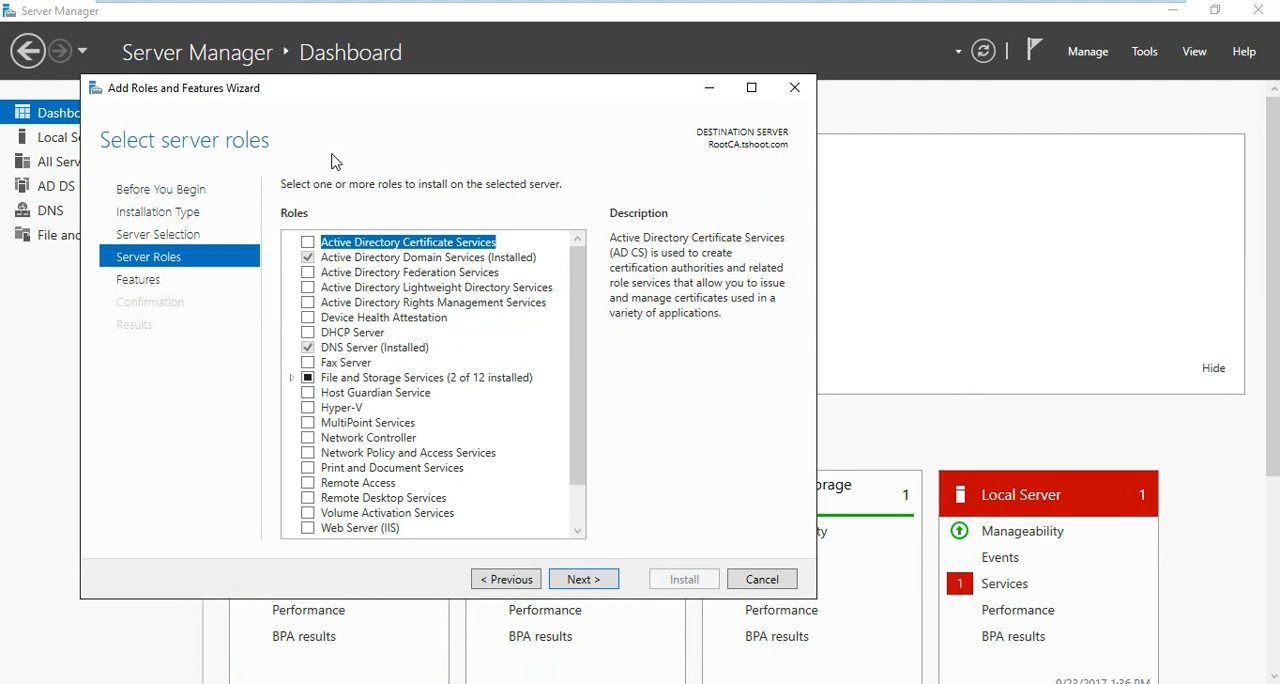 Server Manager
Server Manager • Dashboard
Manage Tools View Help
Add Roles and Features Wizard
Dashbc
Local S
All Serv
AD DS
DNS
File and
Select server roles
DESTINATION SERVER
RootCA.tshoot.com
Before You Begin
Installation Type
Server Selection
Server Roles
Features
Confirmation
Results
Select one or more roles to install on the selected server.
Roles
Active Directory Certificate Services
Active Directory Domain Services (Installed)
Active Directory Federation Services
Active Directory Lightweight Directory Services
Active Directory Rights Management Services
Device Health Attestation
DHCP Server
DNS Server (Installed)
Fax Server
File and Storage Services (2 of 12 installed)
Host Guardian Service
Hyper-V
MultiPoint Services
Network Controller
Network Policy and Access Services
Print and Document Services
Remote Access
Remote Desktop Services
Volume Activation Services
Web Server (IIS)
Description
Active Directory Certificate Services
(AD CS) is used to create
certification authorities and related
role services that allow you to issue
and manage certificates used in a
variety of applications.
< Previous
Next >
Install
Cancel
Hide
orage 1
ty
Local Server 1
Manageability
Events
1 Services
Performance
BPA results
Performance
BPA results
Performance
BPA results
Performance
BPA results
9/23/2017 1:36 PM